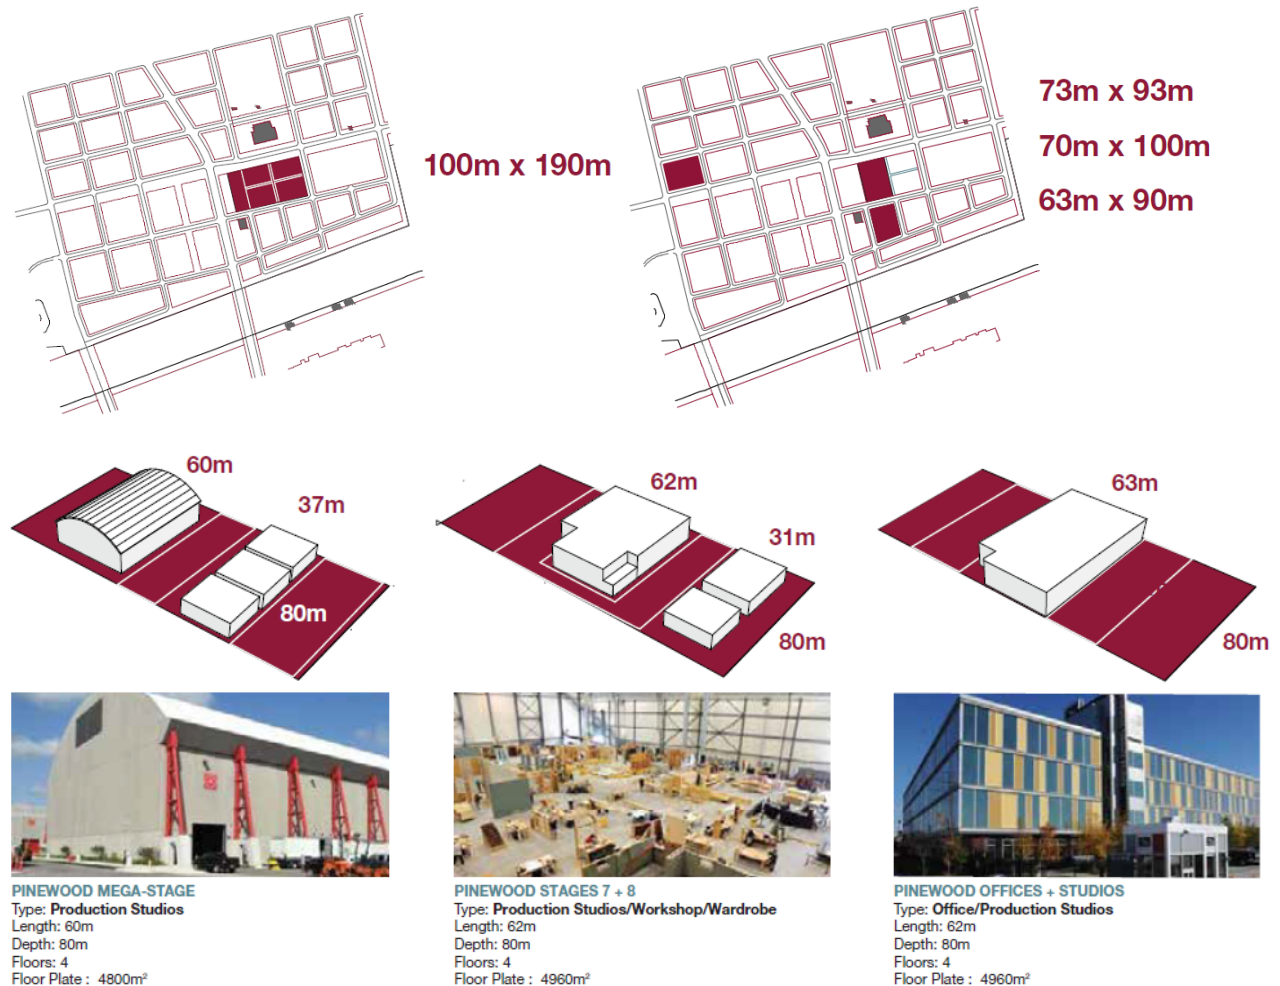 100m x 190m
73m x 93m
70m x 100m
63m x 90m
60m
37m
80m
62m
31m
80m
63m
80m
PINEWOOD MEGA-STAGE
Type: Production Studios
Length: 60m
Depth: 80m
Floors: 4
Floor Plate : 4800m²
PINEWOOD STAGES 7 + 8
Type: Production Studios/Workshop/Wardrobe
Length: 62m
Depth: 80m
Floors: 4
Floor Plate : 4960m²
PINEWOOD OFFICES + STUDIOS
Type: Office/Production Studios
Length: 62m
Depth: 80m
Floors: 4
Floor Plate : 4960m²